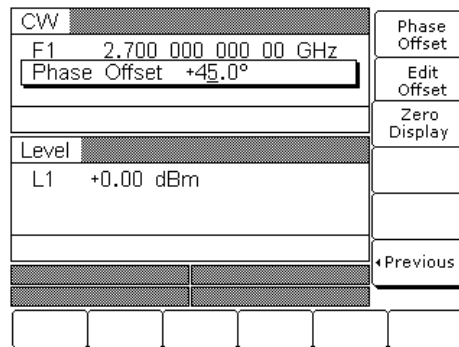 CW
F1 2.700 000 000 00 GHz
Phase Offset +45.0°
Level
L1 +0.00 dBm
Phase
Offset
Edit
Offset
Zero
Display
Previous